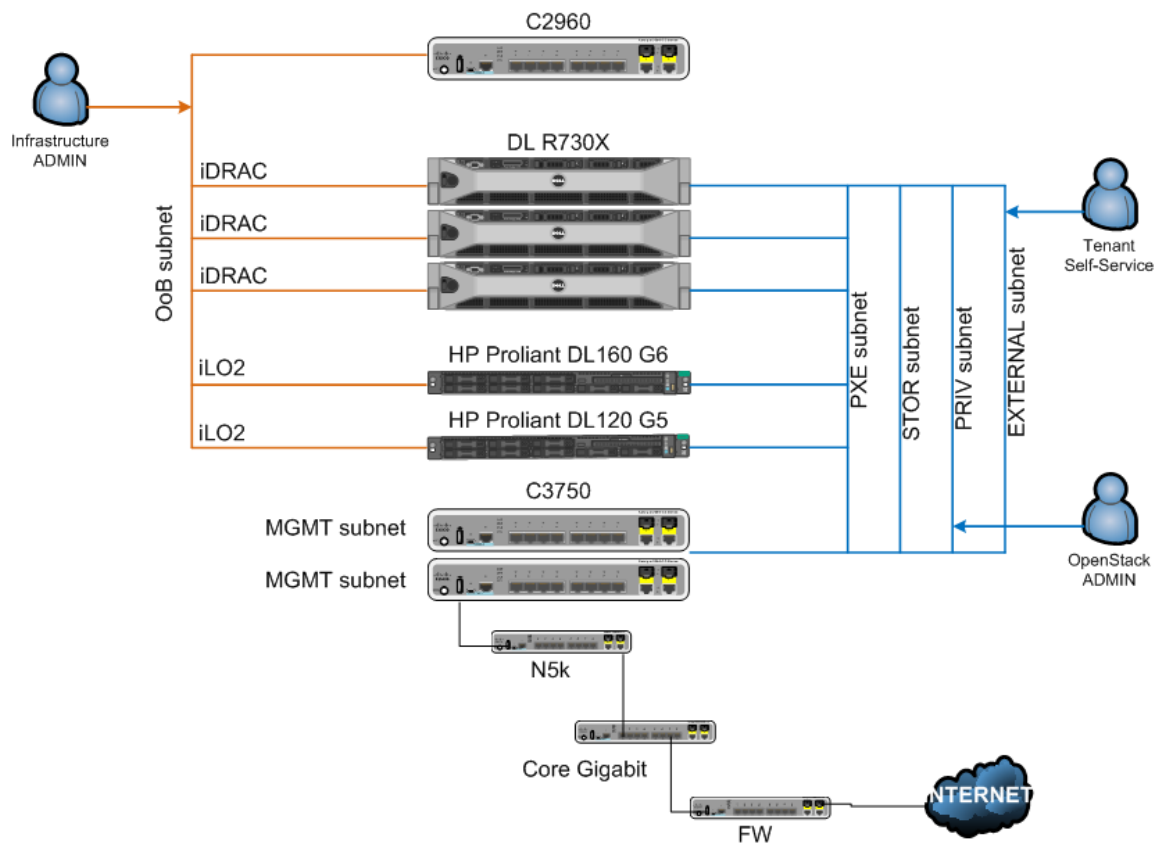 C2960
Infrastructure
ADMIN
DL R730X
iDRAC
iDRAC
iDRAC
OoB subnet
Tenant
Self-Service
HP Proliant DL160 G6
iLO2
HP Proliant DL120 G5
iLO2
PXE subnet
STOR subnet
PRIV subnet
EXTERNAL subnet
C3750
MGMT subnet
MGMT subnet
OpenStack
ADMIN
N5k
Core Gigabit
INTERNET
FW